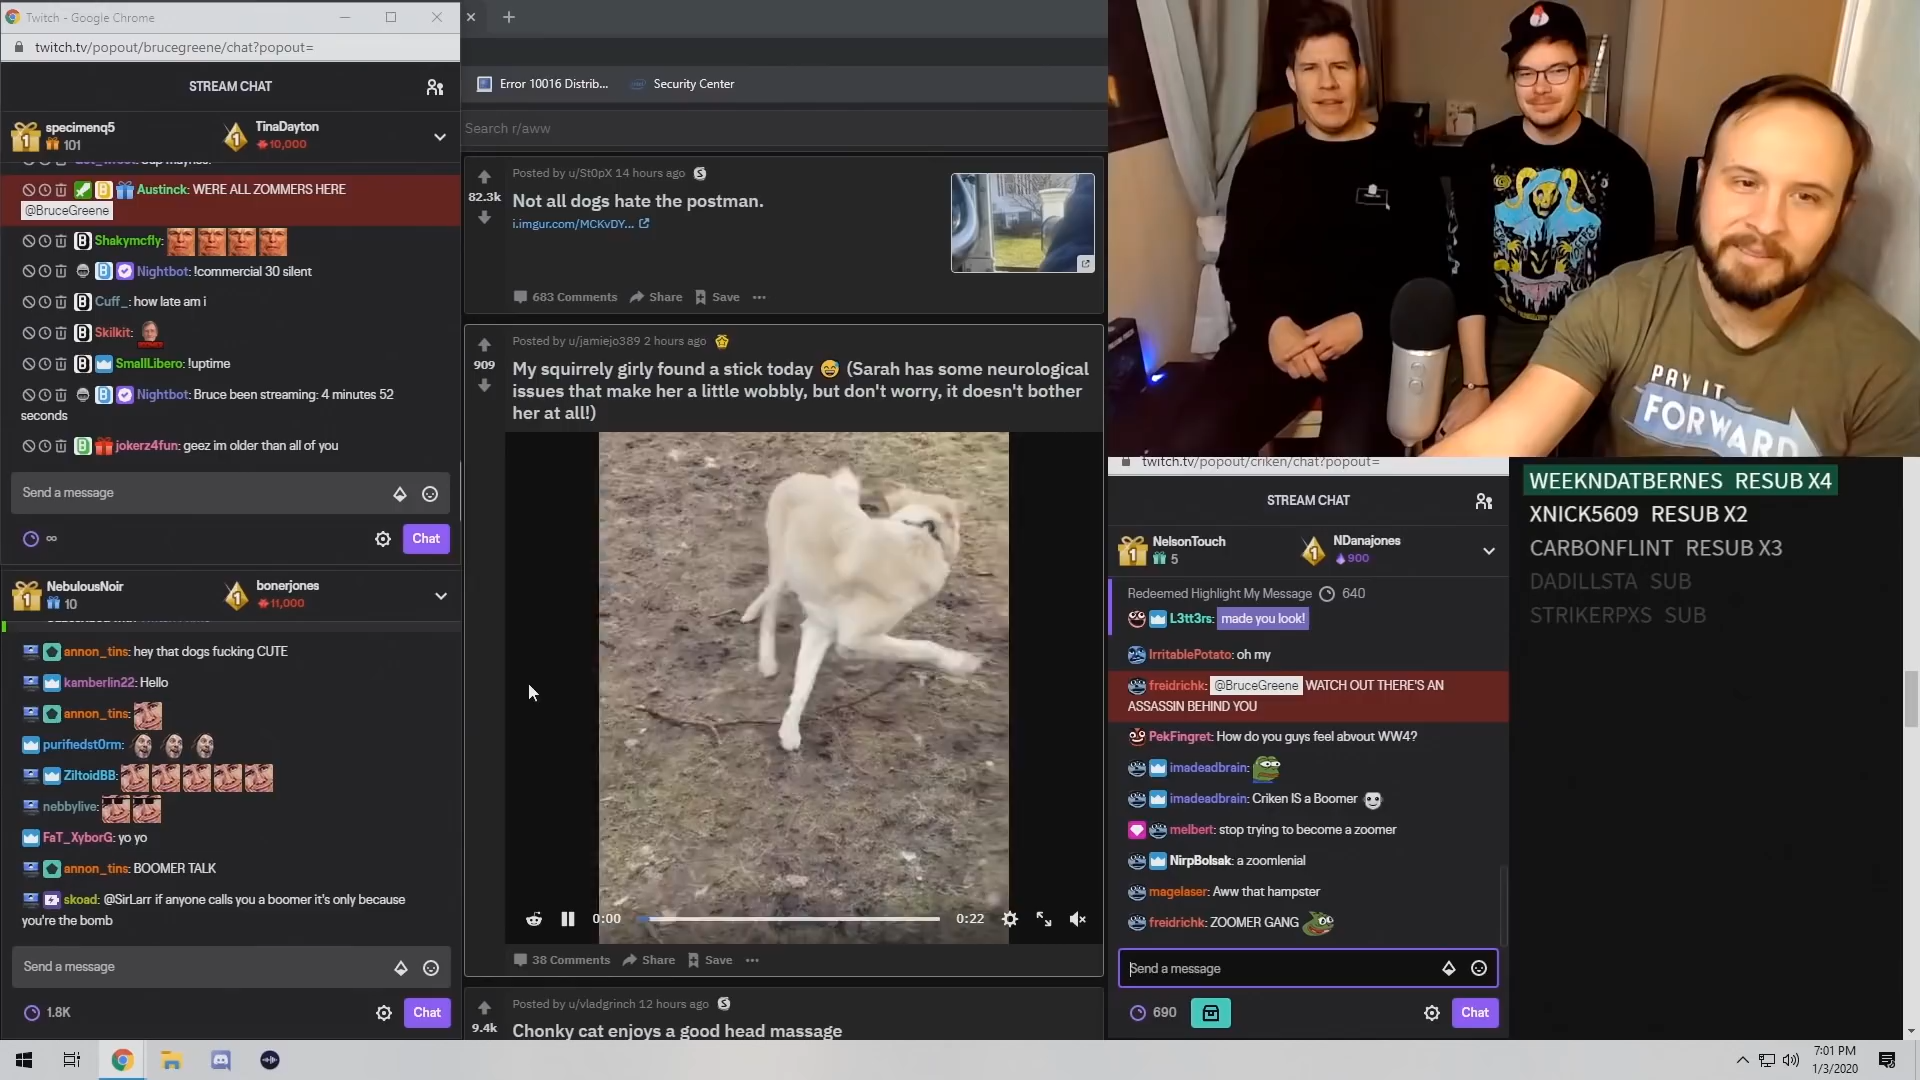 Twitch - Google Chrome
twitch.tv/popout/brucegreene/chat?popout=
STREAM CHAT
specimenq5
101
TinaDayton
10,000
Austinck: WERE ALL ZOMMERS HERE
@BruceGreene
Shakymcfly:
Nightbot: !commercial 30 silent
Cuff_: how late am i
Skilkit:
SmallLibero: !uptime
Nightbot: Bruce been streaming: 4 minutes 52
seconds
jokerz4fun: geez im older than all of you
Send a message
∞
Chat
NebulousNoir
10
bonerjones
11,000
annon_tins: hey that dogs fucking CUTE
kamberlin22: Hello
annon_tins:
purifiedst0rm:
ZiltoidBB:
nebbylive:
FaT_XyborG: yo yo
annon_tins: BOOMER TALK
skoad: @SirLarr if anyone calls you a boomer it's only because
you're the bomb
Send a message
1.8K
Chat
Error 10016 Distrib...
Security Center
Search r/aww
Posted by u/St0pX 14 hours ago
82.3k
Not all dogs hate the postman.
i.imgur.com/MCKvDY...
683 Comments Share Save
Posted by u/jamiejo389 2 hours ago
909
My squirrely girly found a stick today 😅 (Sarah has some neurological
issues that make her a little wobbly, but don't worry, it doesn't bother
her at all!)
0:00
0:22
38 Comments Share Save
Posted by u/vladgrinch 12 hours ago
9.4k
Chonky cat enjoys a good head massage
PAY IT
FORWARD
twitch.tv/popout/criken/chat?popout=
STREAM CHAT
NelsonTouch
5
NDanajones
900
Redeemed Highlight My Message 640
L3tt3rs: made you look!
IrritablePotato: oh my
freidrichk: @BruceGreene WATCH OUT THERE'S AN
ASSASSIN BEHIND YOU
PekFingret: How do you guys feel abvout WW4?
imadeadbrain:
imadeadbrain: Criken IS a Boomer
melbert: stop trying to become a zoomer
NirpBolsak: a zoomlenial
magelaser: Aww that hampster
freidrichk: ZOOMER GANG
Send a message
690
Chat
WEEKNDATBERNES RESUB X4
XNICK5609 RESUB X2
CARBONFLINT RESUB X3
DADILLSTA SUB
STRIKERPXS SUB
7:01 PM
1/3/2020